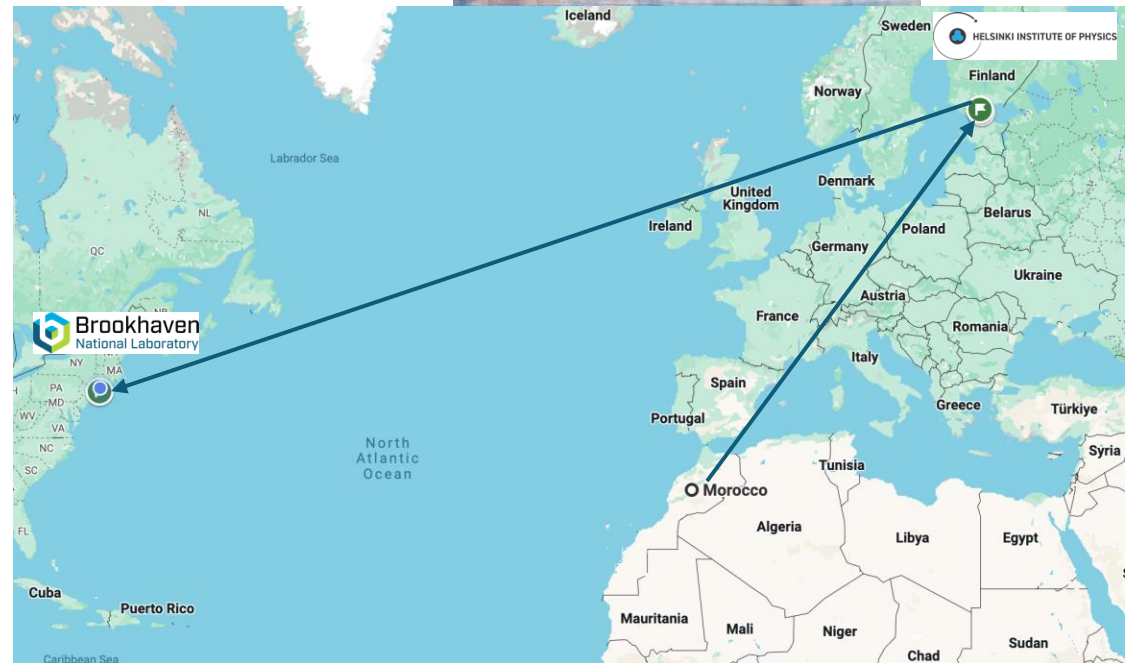 Iceland
Sweden
HELSINKI INSTITUTE OF PHYSICS
Finland
Norway
Labrador Sea
United
Kingdom
Denmark
NL
Ireland
Belarus
Poland
QC
Germany
Ukraine
Austria
NB
France
Brookhaven
National Laboratory
Romania
Italy
NY
MA
PA
Spain
MD
Greece
WV
Türkiye
VA
Portugal
North
Atlantic
Ocean
NC
Syria
SC
Tunisia
Morocco
Algeria
FL
Libya
Egypt
Cuba
Puerto Rico
Mauritania
Mali
Niger
Sudan
Chad
Caribbean Sea